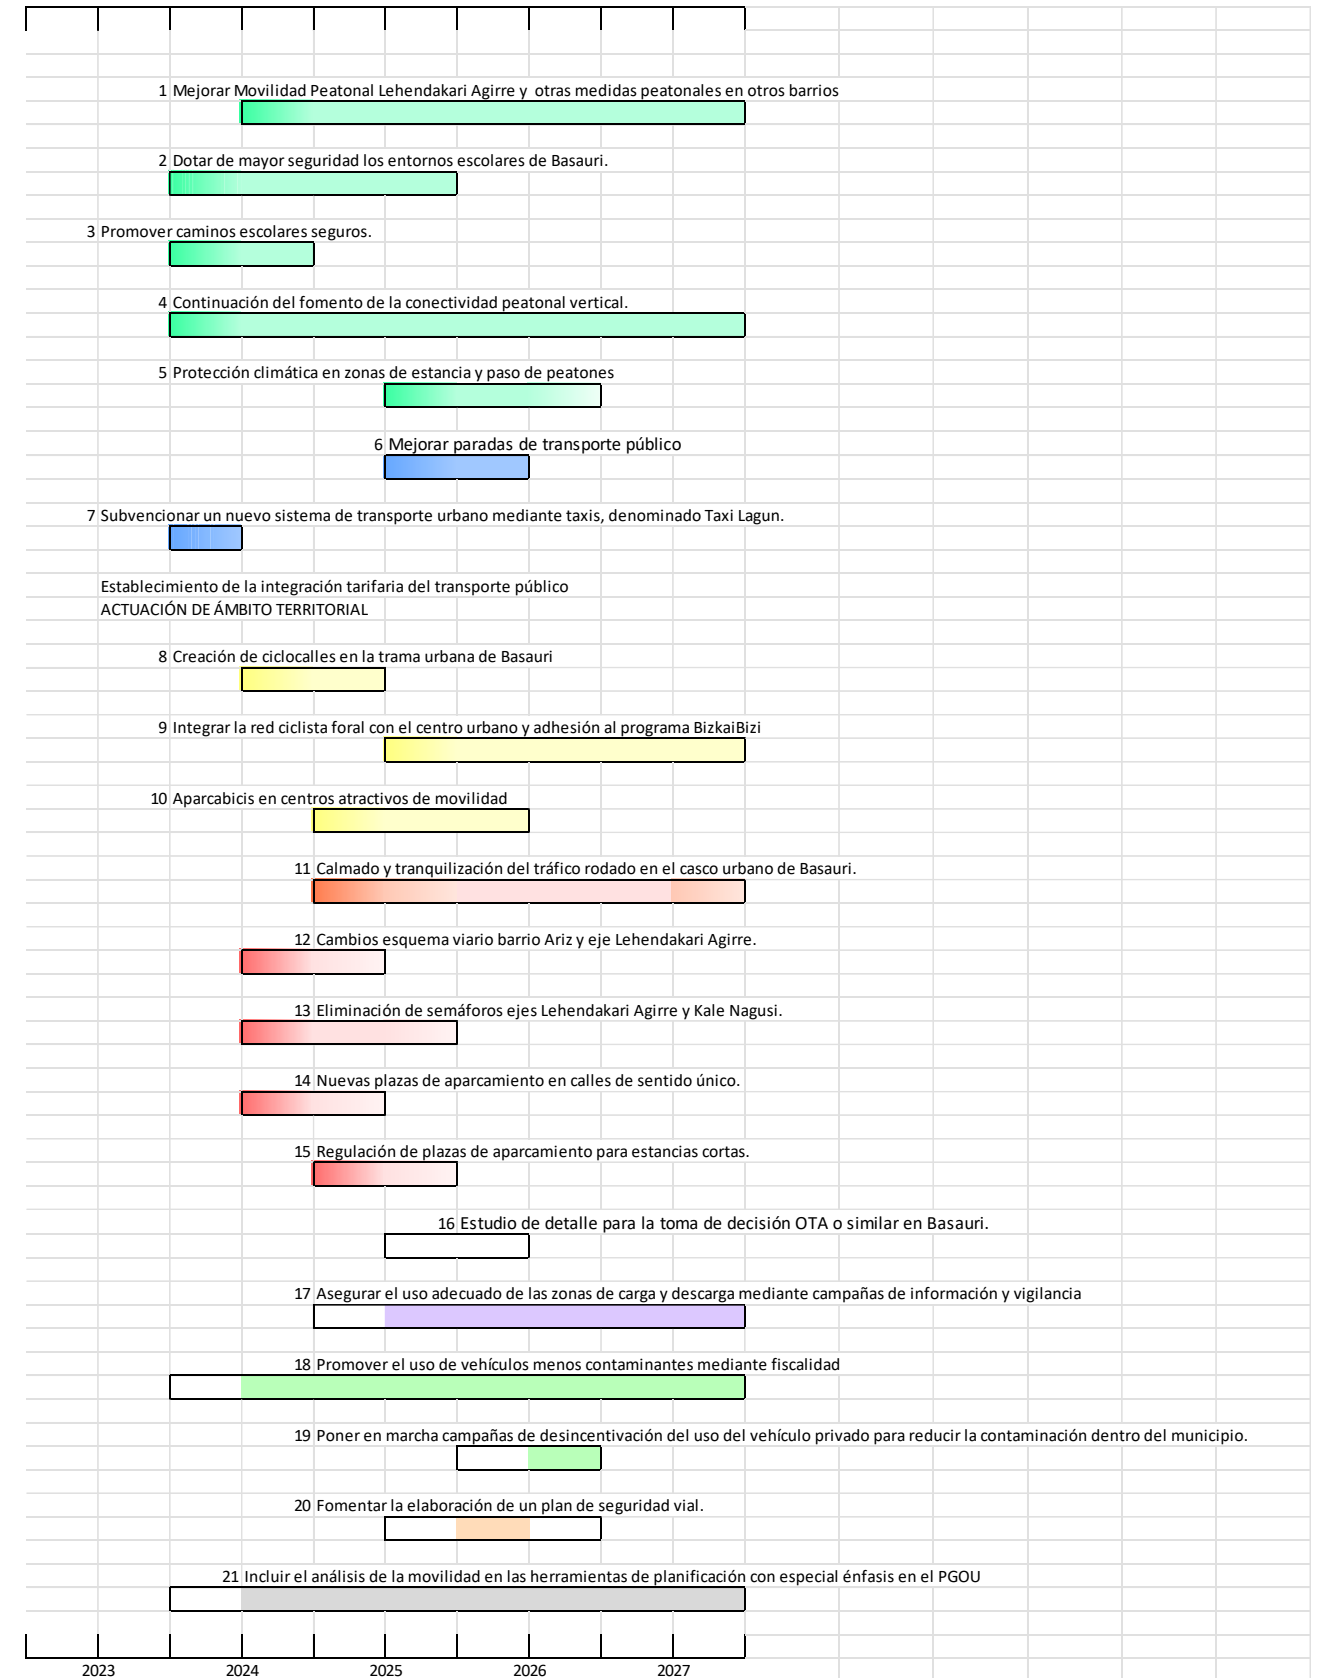 1 Mejorar Movilidad Peatonal Lehendakari Agirre y  otras medidas peatonales en otros barrios
2 Dotar de mayor seguridad los entornos escolares de Basauri.
3 Promover caminos escolares seguros.
4 Continuación del fomento de la conectividad peatonal vertical.
5 Protección climática en zonas de estancia y paso de peatones
6 Mejorar paradas de transporte público
7 Subvencionar un nuevo sistema de transporte urbano mediante taxis, denominado Taxi Lagun.
Establecimiento de la integración tarifaria del transporte público
ACTUACIÓN DE ÁMBITO TERRITORIAL
8 Creación de ciclocalles en la trama urbana de Basauri
9 Integrar la red ciclista foral con el centro urbano y adhesión al programa BizkaiBizi
10 Aparcabicis en centros atractivos de movilidad
11 Calmado y tranquilización del tráfico rodado en el casco urbano de Basauri.
12 Cambios esquema viario barrio Ariz y eje Lehendakari Agirre.
13 Eliminación de semáforos ejes Lehendakari Agirre y Kale Nagusi.
14 Nuevas plazas de aparcamiento en calles de sentido único.
15 Regulación de plazas de aparcamiento para estancias cortas.
16 Estudio de detalle para la toma de decisión OTA o similar en Basauri.
17 Asegurar el uso adecuado de las zonas de carga y descarga mediante campañas de información y vigilancia
18 Promover el uso de vehículos menos contaminantes mediante fiscalidad
19 Poner en marcha campañas de desincentivación del uso del vehículo privado para reducir la contaminación dentro del municipio.
20 Fomentar la elaboración de un plan de seguridad vial.
21 Incluir el análisis de la movilidad en las herramientas de planificación con especial énfasis en el PGOU
2023 2024 2025 2026 2027